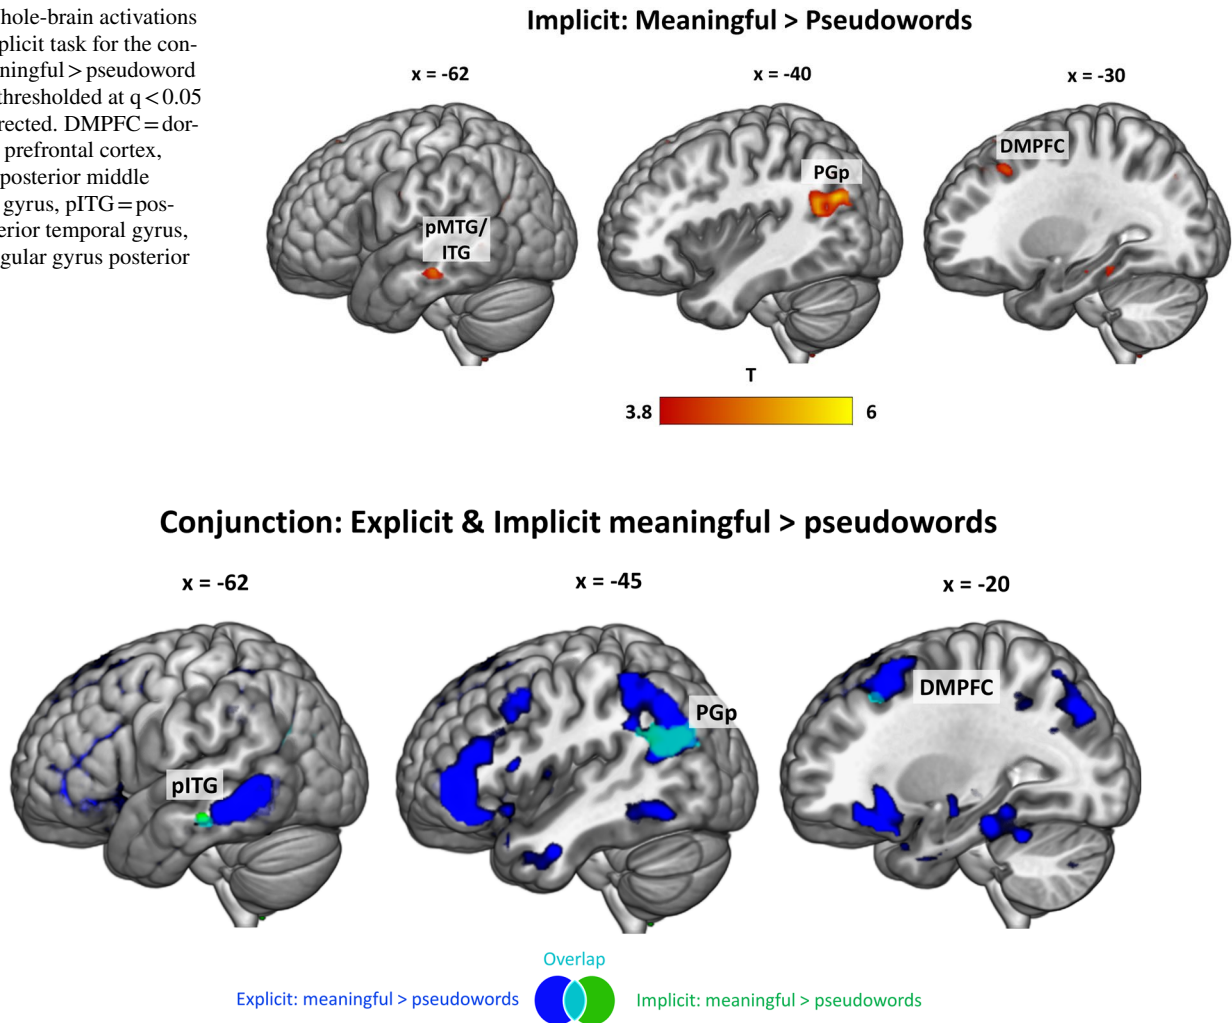 hole-brain activations
plicit task for the con-
ningful > pseudoword
thresholded at q < 0.05
rected. DMPFC = dor-
prefrontal cortex,
posterior middle
gyrus, pITG = pos-
erior temporal gyrus,
gular gyrus posterior
Implicit: Meaningful > Pseudowords
x = -62
x = -40
x = -30
pMTG/
ITG
PGp
DMPFC
T
3.8
6
Conjunction: Explicit & Implicit meaningful > pseudowords
x = -62
x = -45
x = -20
pITG
PGp
DMPFC
Overlap
Explicit: meaningful > pseudowords
Implicit: meaningful > pseudowords